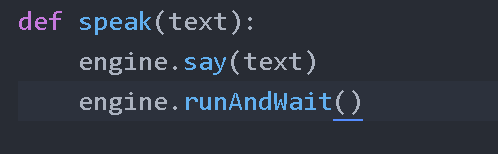 def speak(text):
    engine.say(text)
    engine.runAndWait()